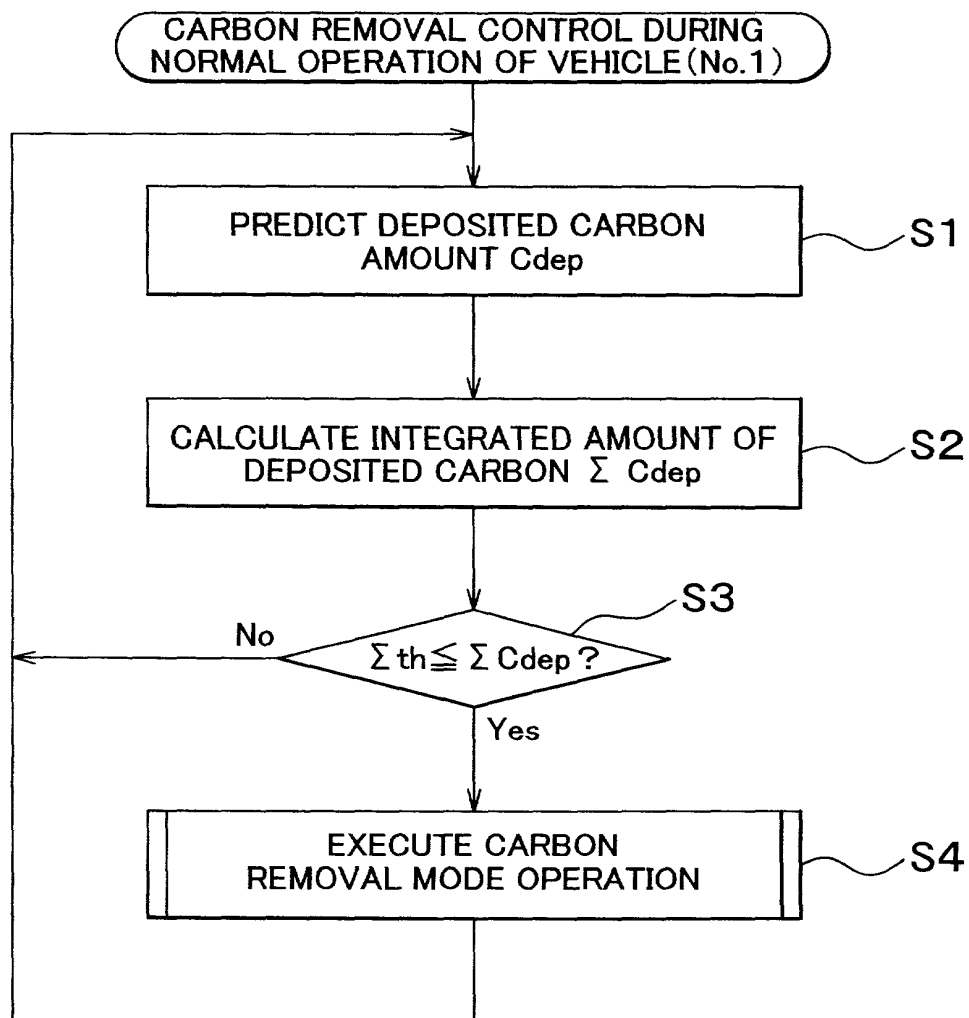 CARBON REMOVAL CONTROL DURING
NORMAL OPERATION OF VEHICLE(No.1)
PREDICT DEPOSITED CARBON
AMOUNT Cdep
S1
CALCULATE INTEGRATED AMOUNT OF
DEPOSITED CARBON Σ Cdep
S2
S3
No
Σth≦ΣCdep?
Yes
EXECUTE CARBON
REMOVAL MODE OPERATION
S4